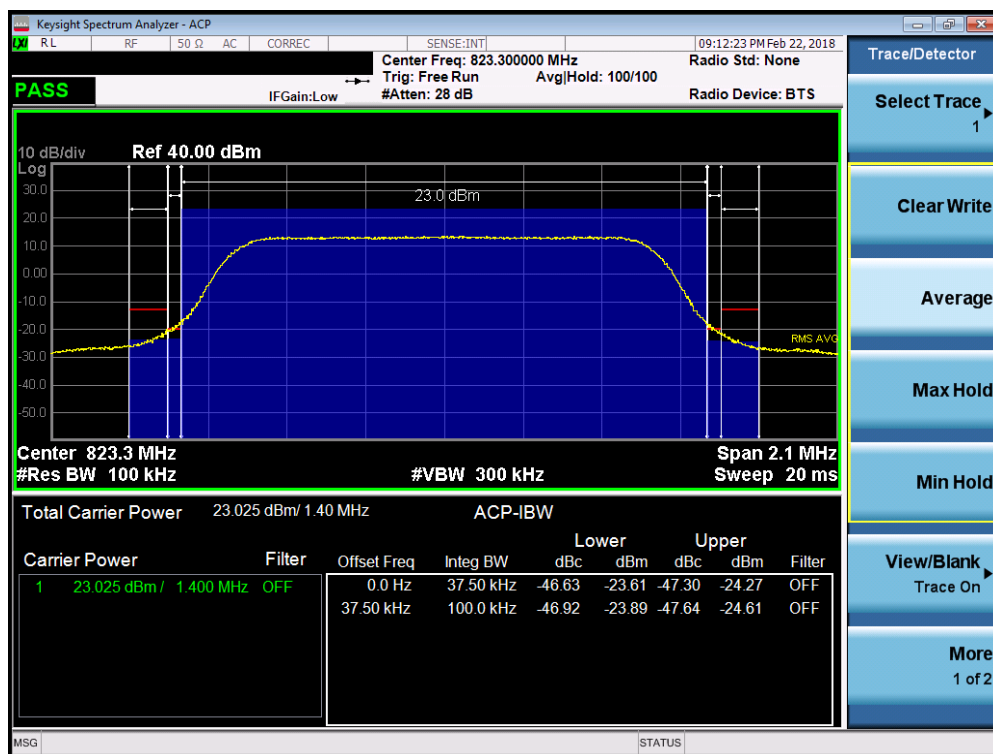 Keysight Spectrum Analyzer - ACP
LXI RL RF 50 Ω AC CORREC SENSE:INT 09:12:23 PM Feb 22, 2018
Center Freq: 823.300000 MHz Radio Std: None
Trig: Free Run Avg|Hold: 100/100
PASS IFGain:Low #Atten: 28 dB Radio Device: BTS
10 dB/div Ref 40.00 dBm
Log
30.0
23.0 dBm
20.0
10.0
0.00
-10.0
-20.0
RMS AVG
-30.0
-40.0
-50.0
Center 823.3 MHz Span 2.1 MHz
#Res BW 100 kHz #VBW 300 kHz Sweep 20 ms
Total Carrier Power 23.025 dBm/ 1.40 MHz ACP-IBW
Lower Upper
Carrier Power Filter Offset Freq Integ BW dBc dBm dBc dBm Filter
1 23.025 dBm / 1.400 MHz OFF 0.0 Hz 37.50 kHz -46.63 -23.61 -47.30 -24.27 OFF
37.50 kHz 100.0 kHz -46.92 -23.89 -47.64 -24.61 OFF
MSG STATUS
Trace/Detector
Select Trace
1
Clear Write
Average
Max Hold
Min Hold
View/Blank
Trace On
More
1 of 2